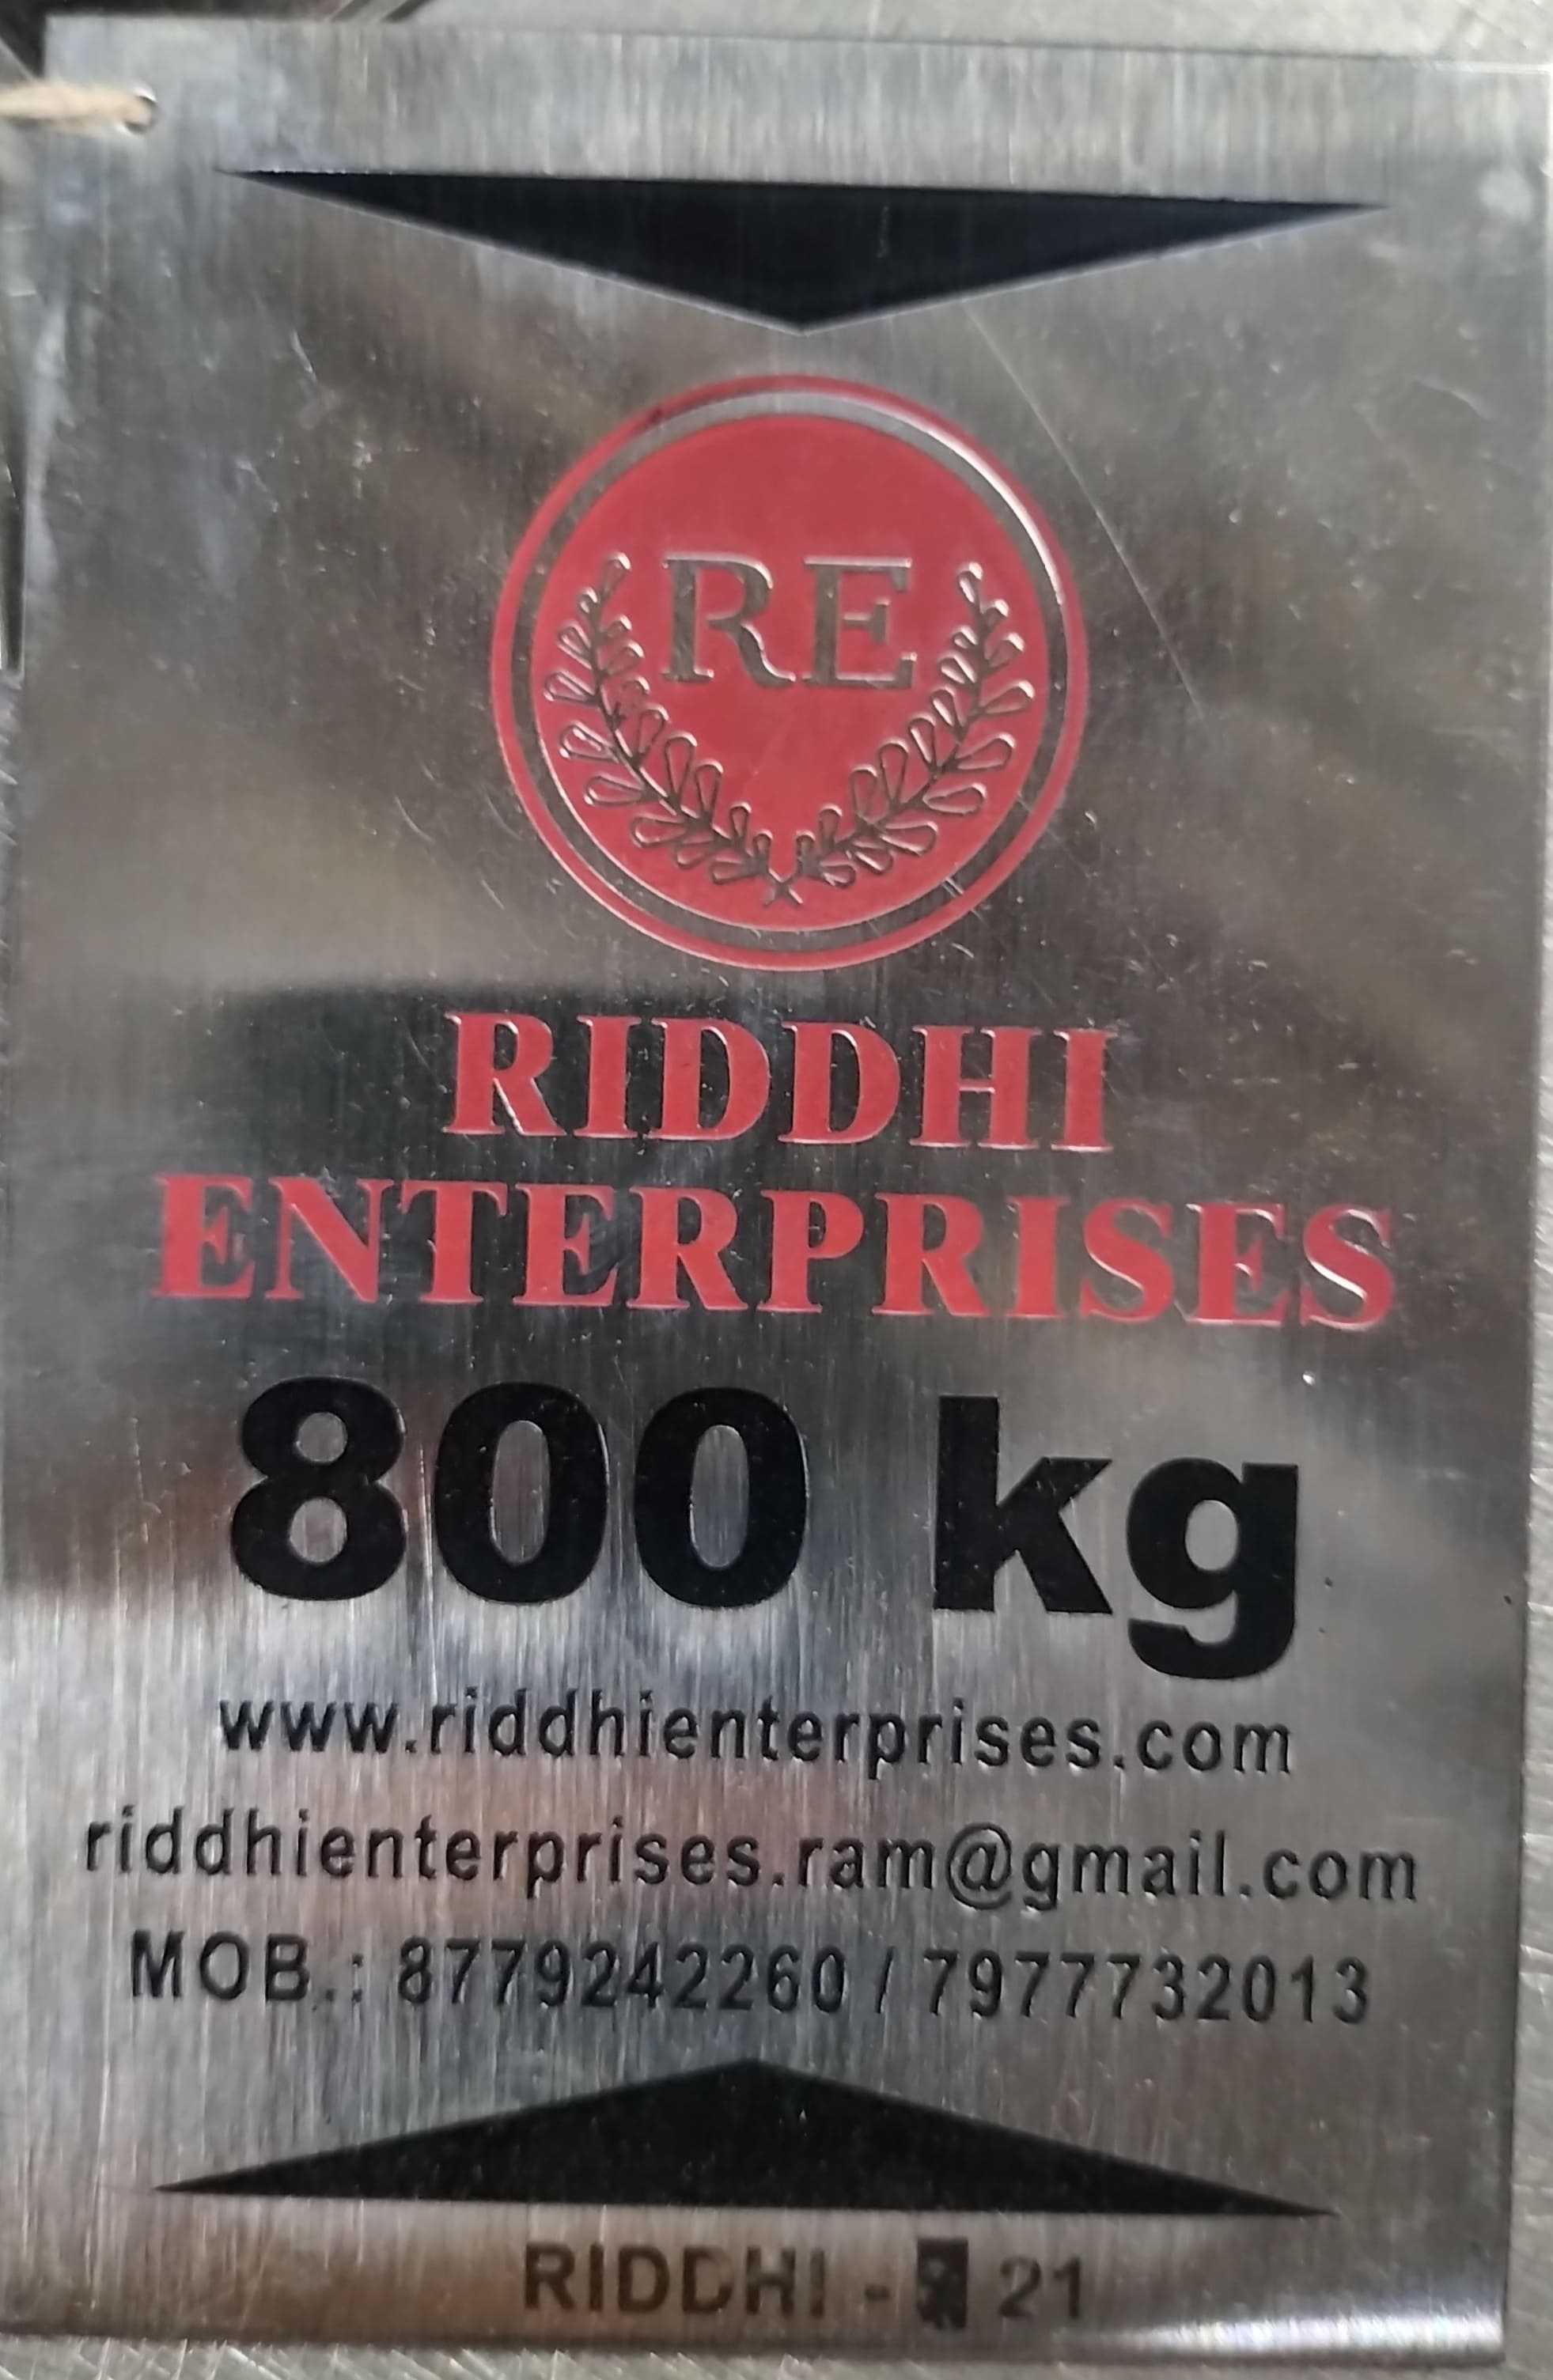 RE
RIDDHI
ENTERPRISES
800 kg
www.riddhienterprises.com
riddhienterprises.ram@gmail.com
MOB.: 8779242260 / 7977732013
RIDDHI - 21